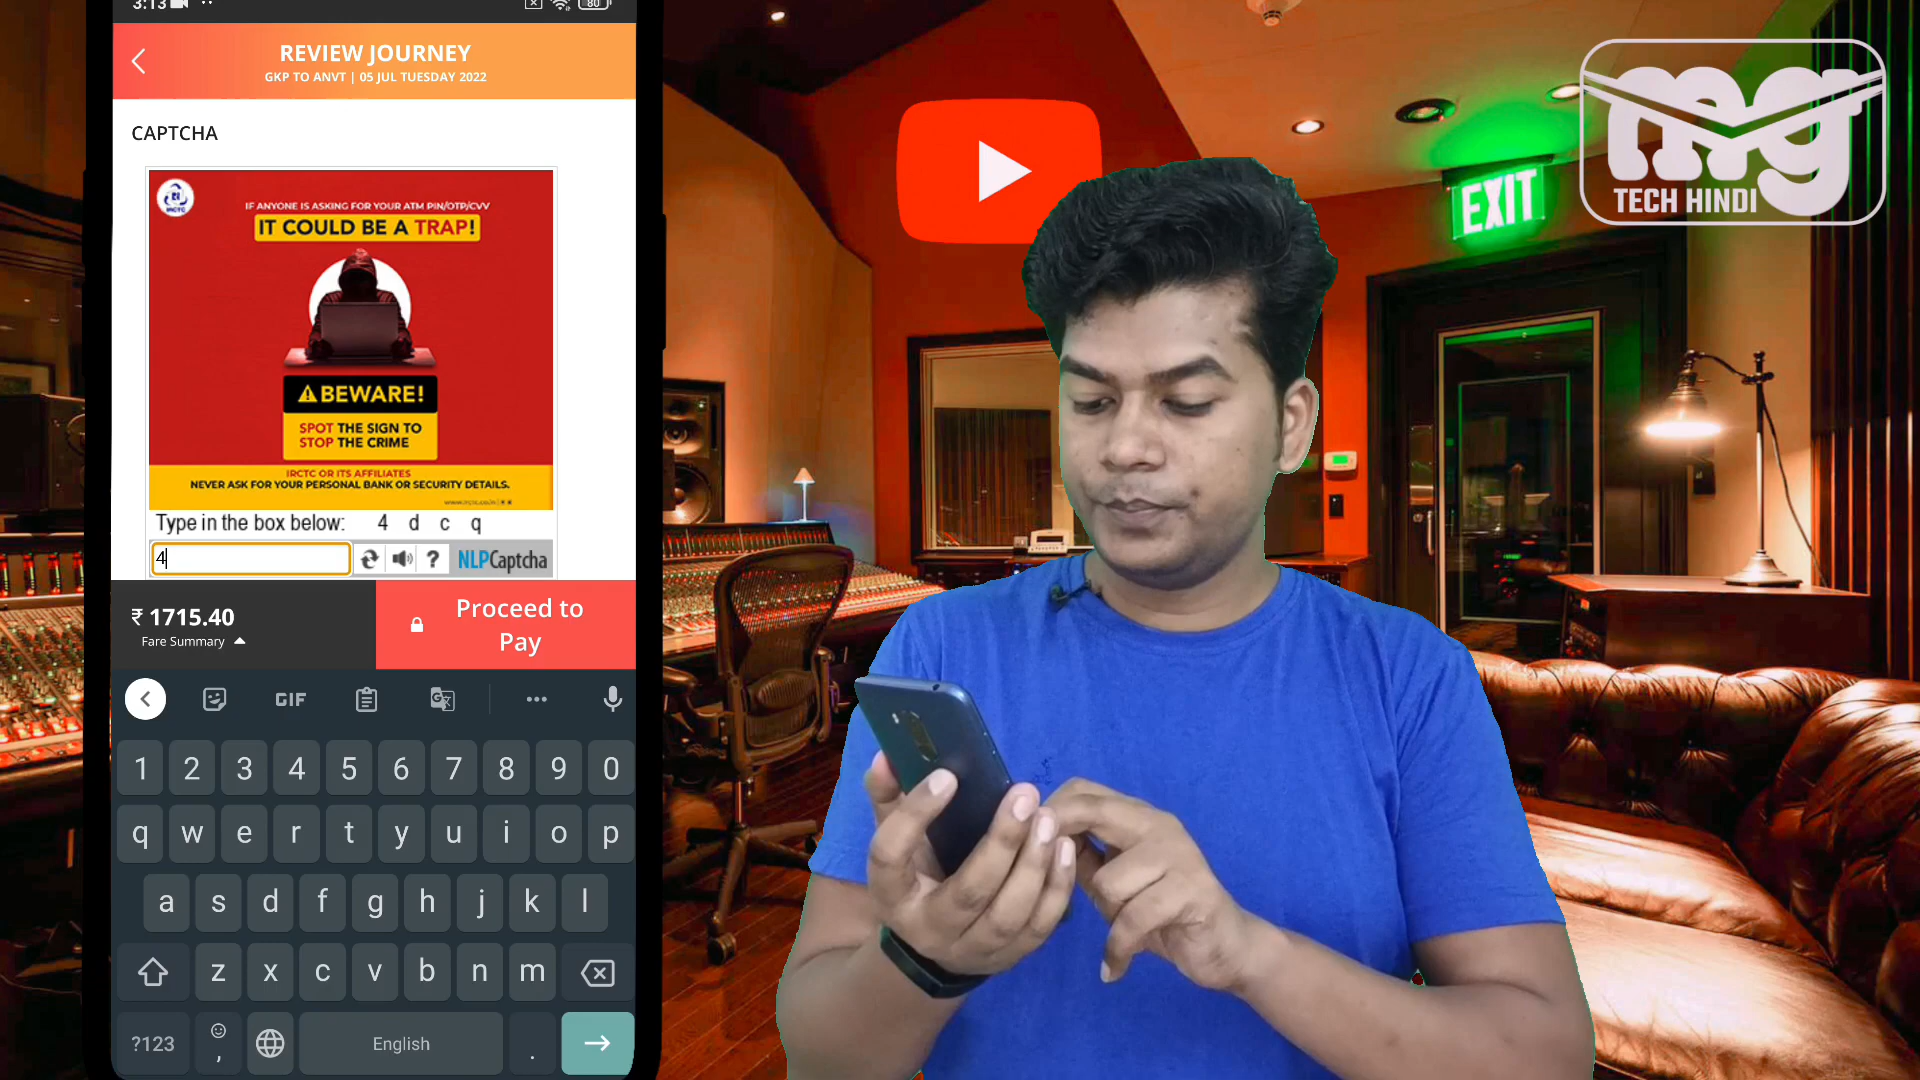 3:13
80
REVIEW JOURNEY
GKP TO ANVT | 05 JUL TUESDAY 2022
CAPTCHA
IRCTC
IF ANYONE IS ASKING FOR YOUR ATM PIN/OTP/CVV
IT COULD BE A TRAP!
BEWARE!
SPOT THE SIGN TO
STOP THE CRIME
IRCTC OR ITS AFFILIATES
NEVER ASK FOR YOUR PERSONAL BANK OR SECURITY DETAILS.
Type in the box below: 4 d c q
4
?
NLPCaptcha
₹ 1715.40
Fare Summary
Proceed to
Pay
GIF
1 2 3 4 5 6 7 8 9 0
q w e r t y u i o p
a s d f g h j k l
z x c v b n m
?123 , English .
EXIT
mg
TECH HINDI